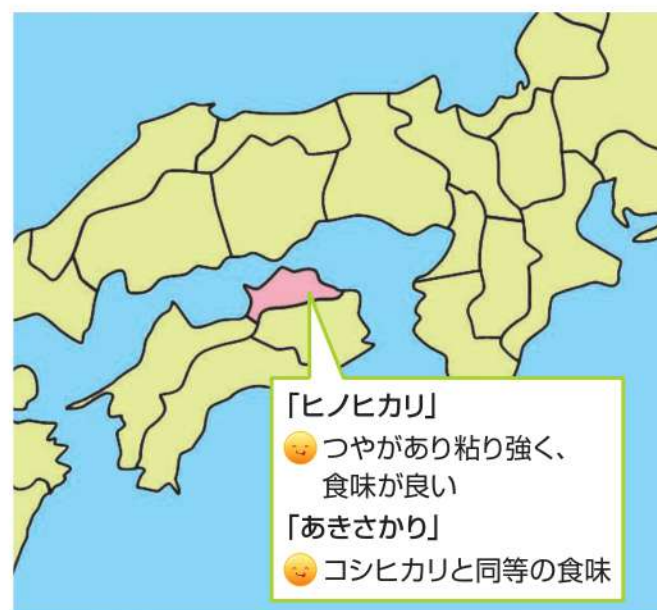 「ヒノヒカリ」
つやがあり粘り強く、
食味が良い
「あきさかり」
コシヒカリと同等の食味